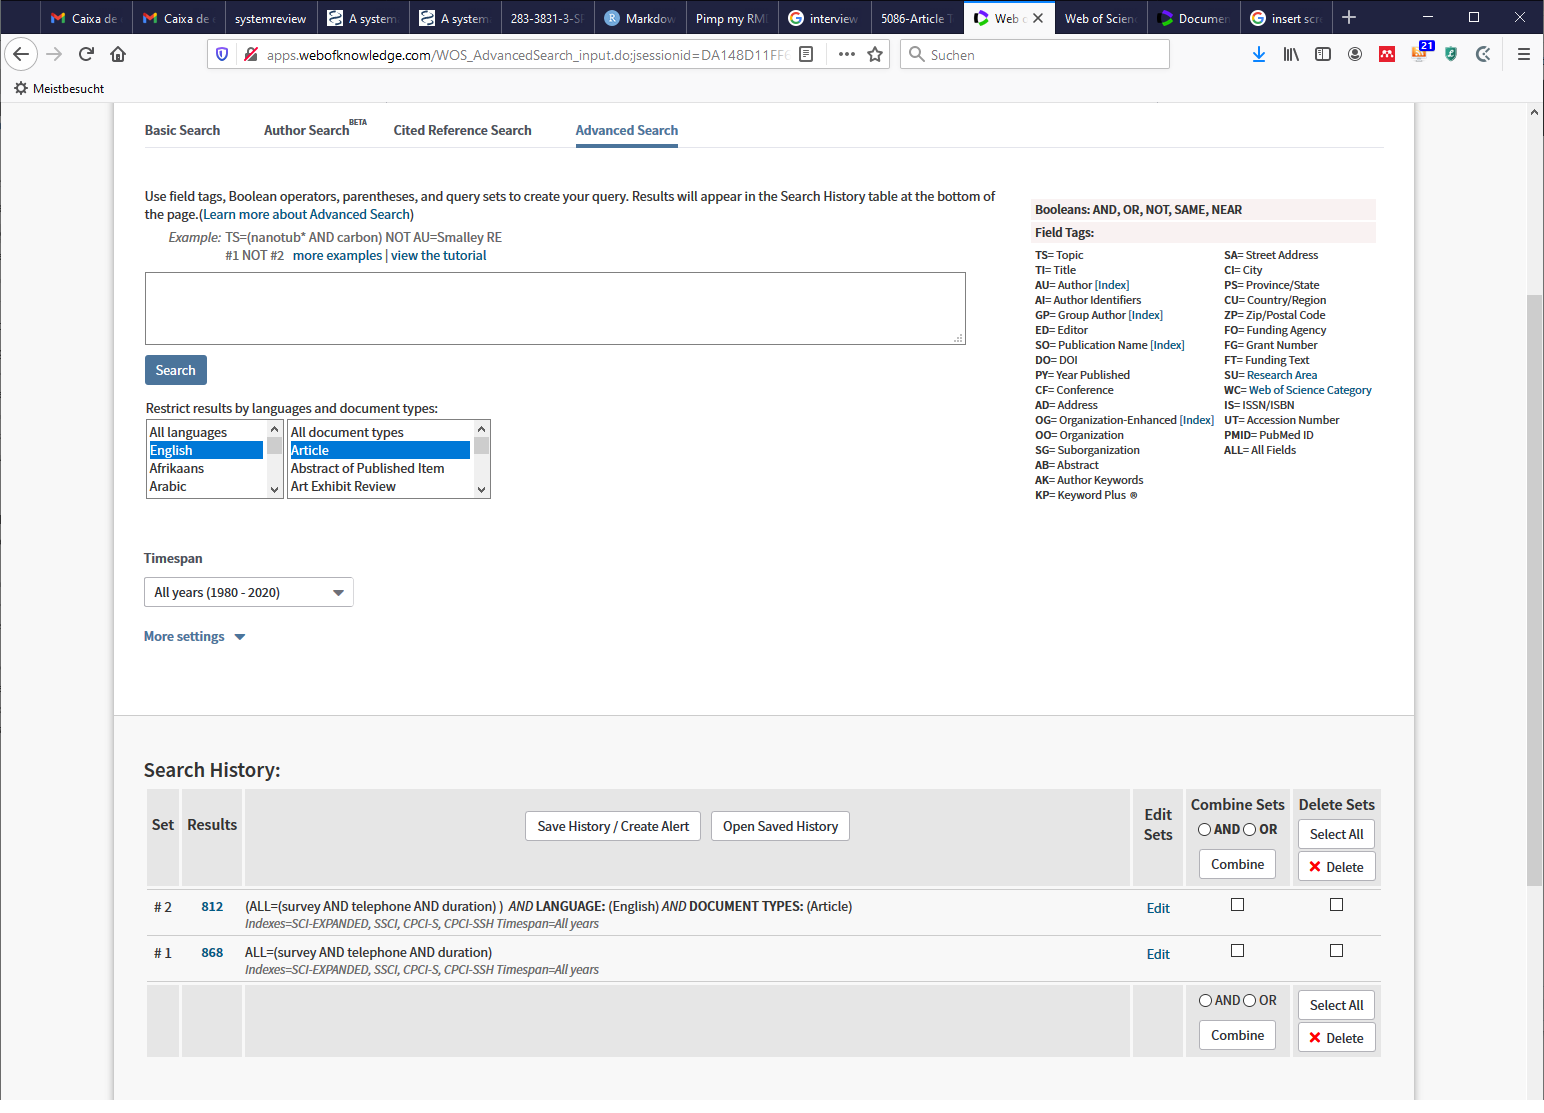 Caixa de
Caixa de
systemreview
A system
A system
283-3831-3-SP
Markdow
Pimp my RM
interview
5086-Article T
Web o
Web of Scien
Documen
insert scr
apps.webofknowledge.com/WOS_AdvancedSearch_input.do;jsessionid=DA148D11FF
Suchen
21
Meistbesucht
Basic Search
Author Search BETA
Cited Reference Search
Advanced Search
Use field tags, Boolean operators, parentheses, and query sets to create your query. Results will appear in the Search History table at the bottom of
the page.(Learn more about Advanced Search)
Example: TS=(nanotub* AND carbon) NOT AU=Smalley RE
#1 NOT #2 more examples | view the tutorial
Search
Restrict results by languages and document types:
All languages
English
Afrikaans
Arabic
All document types
Article
Abstract of Published Item
Art Exhibit Review
Timespan
All years (1980 - 2020)
More settings
Booleans: AND, OR, NOT, SAME, NEAR
Field Tags:
TS= Topic
TI= Title
AU= Author [Index]
AI= Author Identifiers
GP= Group Author [Index]
ED= Editor
SO= Publication Name [Index]
DO= DOI
PY= Year Published
CF= Conference
AD= Address
OG= Organization-Enhanced [Index]
OO= Organization
SG= Suborganization
AB= Abstract
AK= Author Keywords
KP= Keyword Plus ®
SA= Street Address
CI= City
PS= Province/State
CU= Country/Region
ZP= Zip/Postal Code
FO= Funding Agency
FG= Grant Number
FT= Funding Text
SU= Research Area
WC= Web of Science Category
IS= ISSN/ISBN
UT= Accession Number
PMID= PubMed ID
ALL= All Fields
Search History:
Set
Results
Save History / Create Alert
Open Saved History
Edit
Sets
Combine Sets
AND OR
Combine
Delete Sets
Select All
Delete
# 2
812
(ALL=(survey AND telephone AND duration) ) AND LANGUAGE: (English) AND DOCUMENT TYPES: (Article)
Indexes=SCI-EXPANDED, SSCI, CPCI-S, CPCI-SSH Timespan=All years
Edit
# 1
868
ALL=(survey AND telephone AND duration)
Indexes=SCI-EXPANDED, SSCI, CPCI-S, CPCI-SSH Timespan=All years
Edit
AND OR
Combine
Select All
Delete